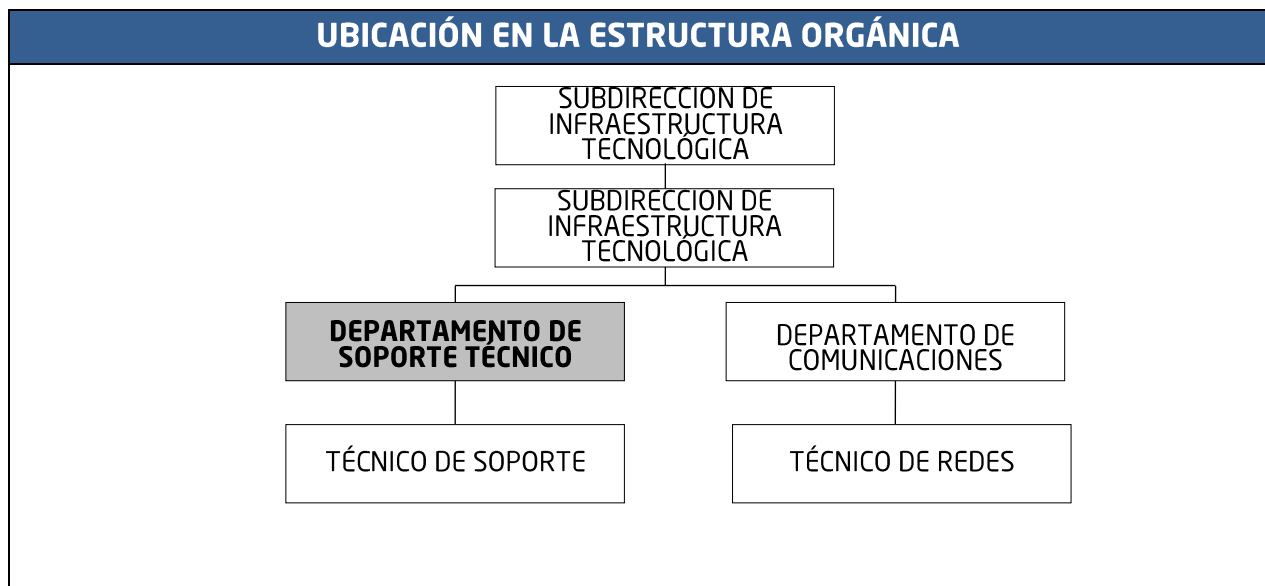 UBICACIÓN EN LA ESTRUCTURA ORGÁNICA
SUBDIRECCION DE
INFRAESTRUCTURA
TECNOLÓGICA
SUBDIRECCION DE
INFRAESTRUCTURA
TECNOLÓGICA
DEPARTAMENTO DE
SOPORTE TÉCNICO
DEPARTAMENTO DE
COMUNICACIONES
TÉCNICO DE SOPORTE
TÉCNICO DE REDES